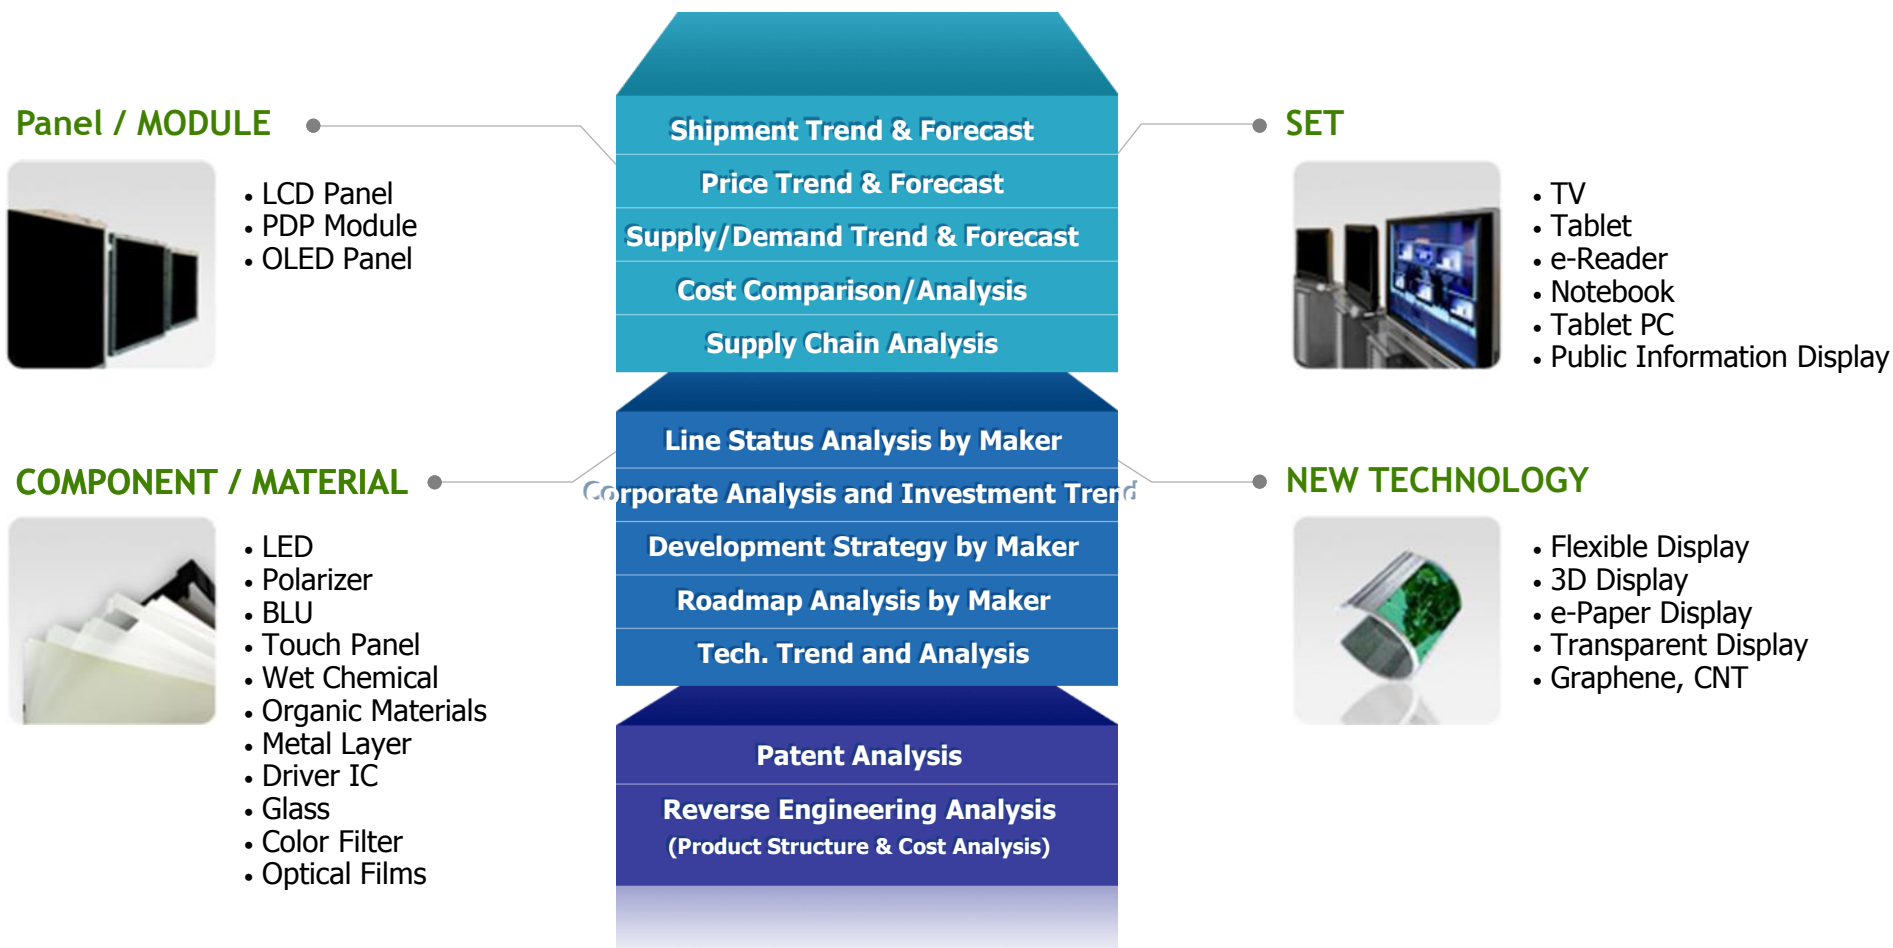 Panel / MODULE
• LCD Panel
• PDP Module
• OLED Panel
COMPONENT / MATERIAL
• LED
• Polarizer
• BLU
• Touch Panel
• Wet Chemical
• Organic Materials
• Metal Layer
• Driver IC
• Glass
• Color Filter
• Optical Films
Shipment Trend & Forecast
Price Trend & Forecast
Supply/Demand Trend & Forecast
Cost Comparison/Analysis
Supply Chain Analysis
Line Status Analysis by Maker
Corporate Analysis and Investment Trend
Development Strategy by Maker
Roadmap Analysis by Maker
Tech. Trend and Analysis
Patent Analysis
Reverse Engineering Analysis
(Product Structure & Cost Analysis)
SET
• TV
• Tablet
• e-Reader
• Notebook
• Tablet PC
• Public Information Display
NEW TECHNOLOGY
• Flexible Display
• 3D Display
• e-Paper Display
• Transparent Display
• Graphene, CNT